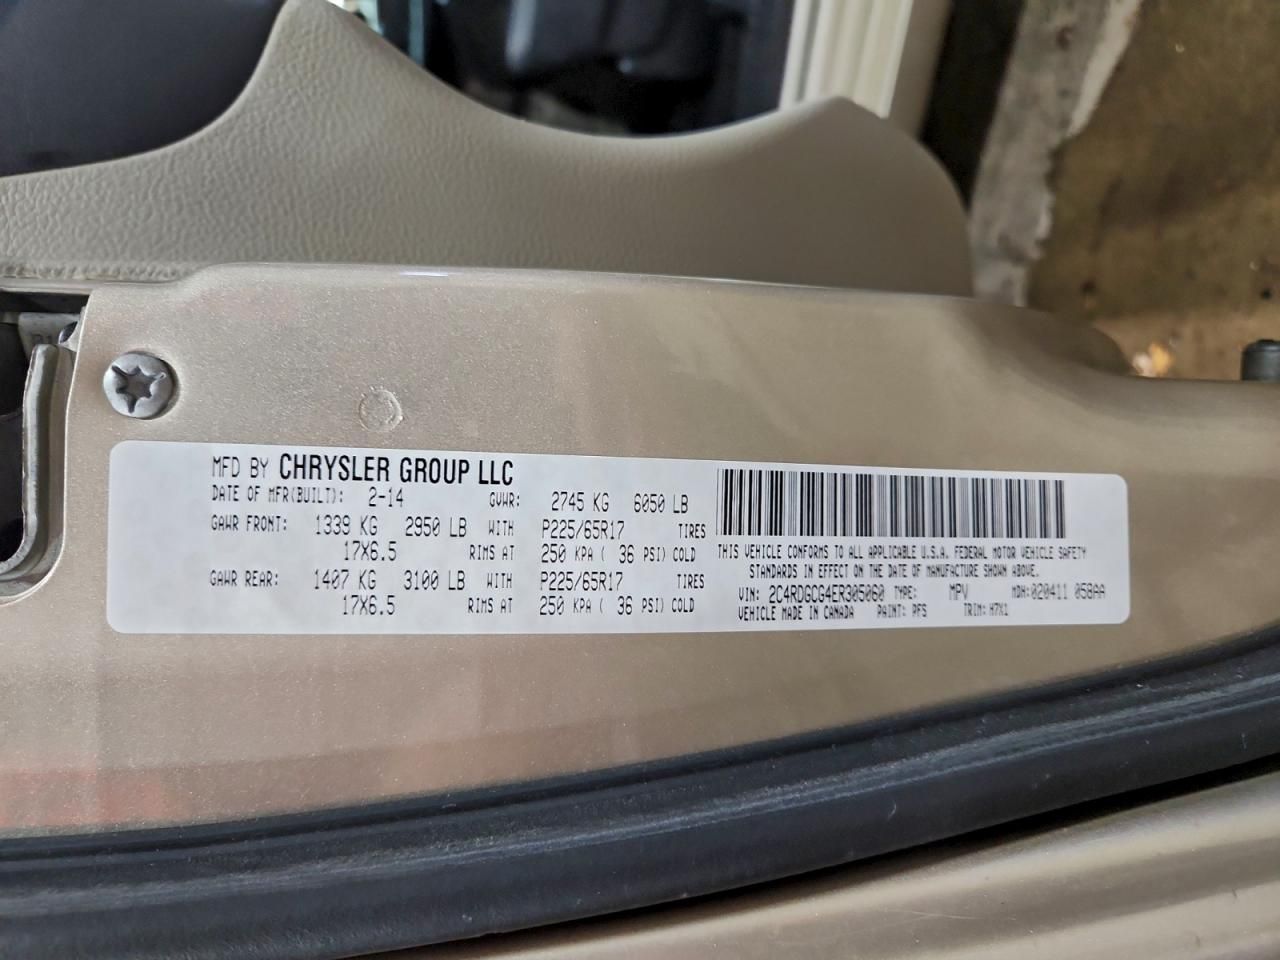 MFD BY CHRYSLER GROUP LLC
DATE OF MFR(BUILT): 2-14 GVWR: 2745 KG 6050 LB
GAWR FRONT: 1339 KG 2950 LB WITH P225/65R17 TIRES
17X6.5 RIMS AT 250 KPA ( 36 PSI) COLD
GAWR REAR: 1407 KG 3100 LB WITH P225/65R17 TIRES
17X6.5 RIMS AT 250 KPA ( 36 PSI) COLD
THIS VEHICLE CONFORMS TO ALL APPLICABLE U.S.A. FEDERAL MOTOR VEHICLE SAFETY
STANDARDS IN EFFECT ON THE DATE OF MANUFACTURE SHOWN ABOVE.
VIN: 2C4RDGCG4ER305060 TYPE: MPV MDH:020411 058AA
VEHICLE MADE IN CANADA PAINT: PFS TRIM: H7X1